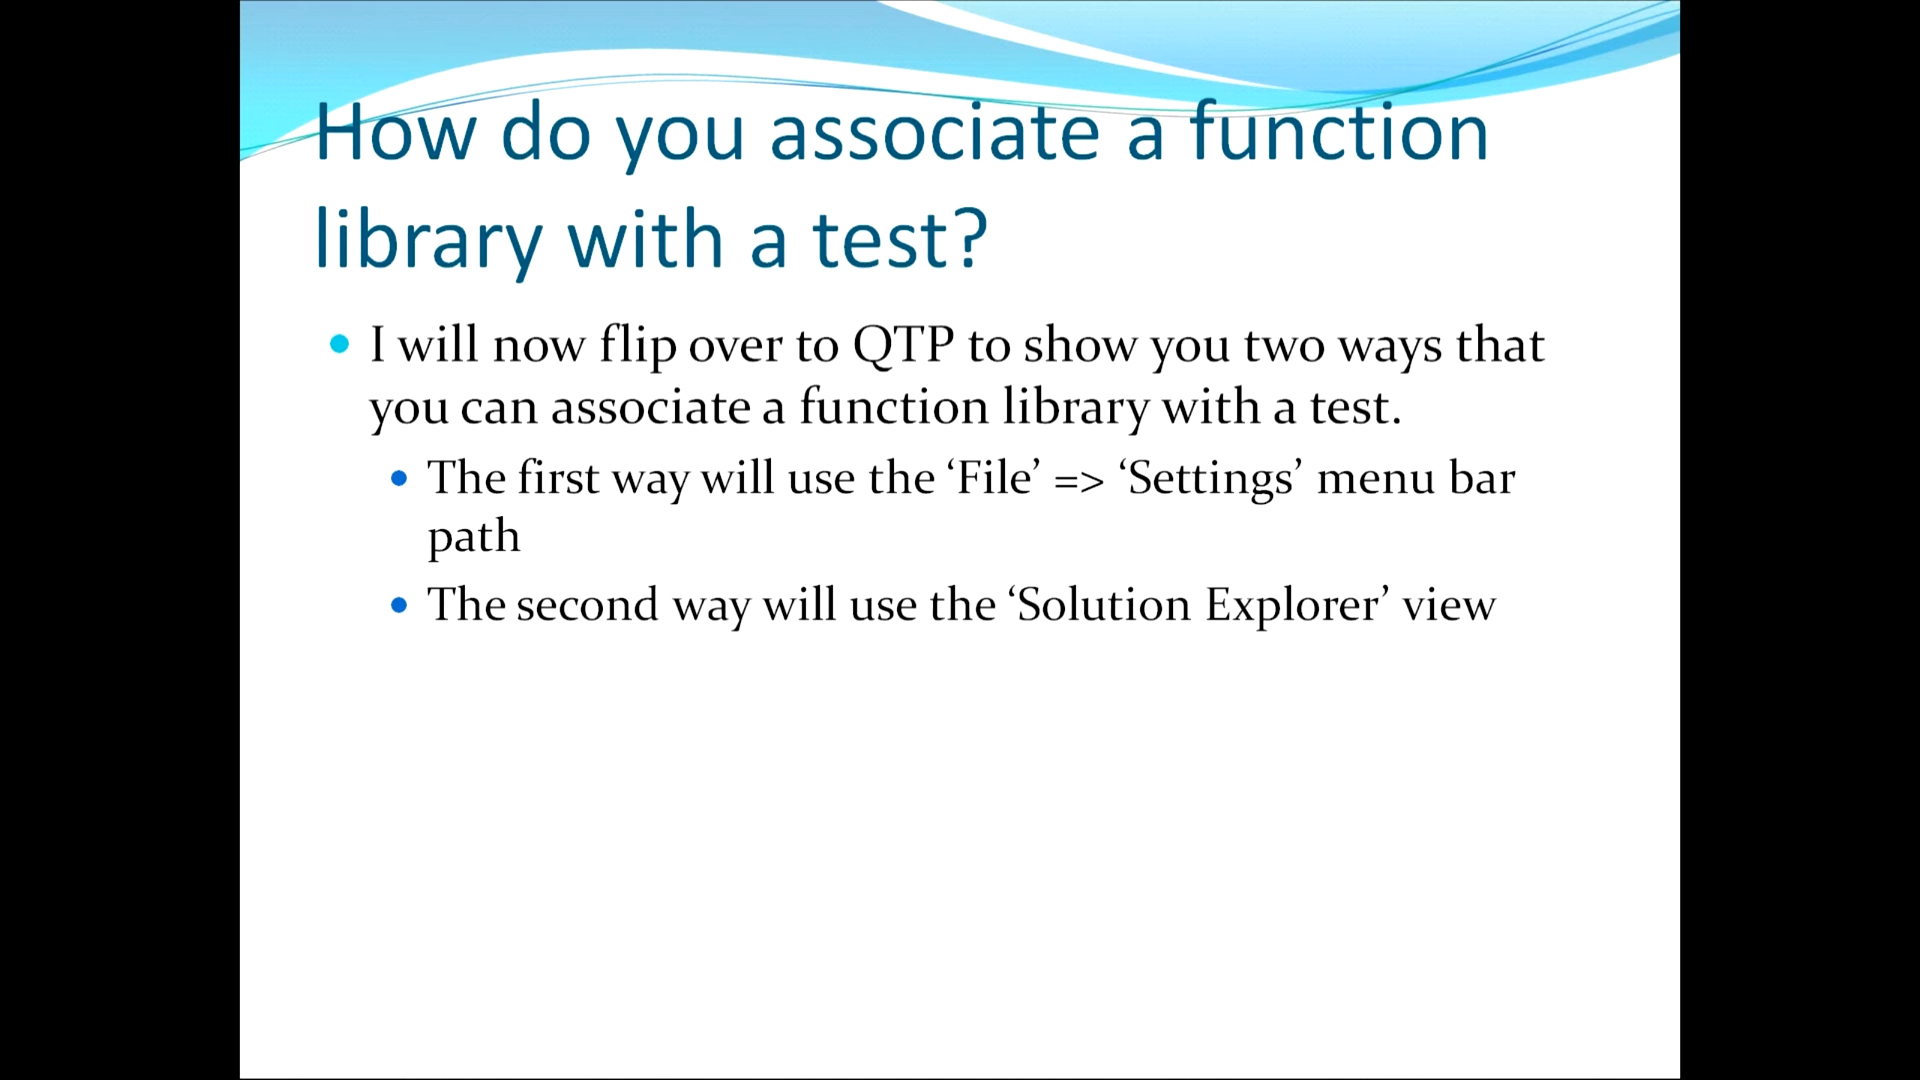 How do you associate a function
library with a test?
I will now flip over to QTP to show you two ways that
you can associate a function library with a test.
The first way will use the ‘File’ => ‘Settings’ menu bar
path
The second way will use the ‘Solution Explorer’ view